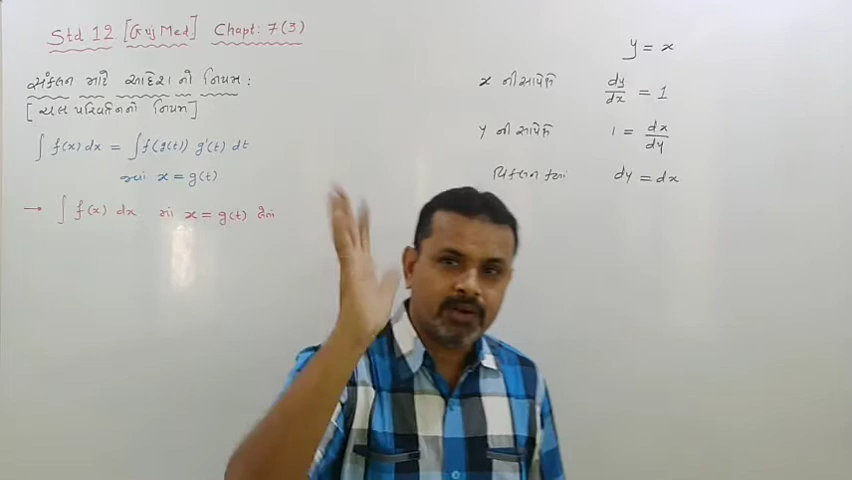 Std 12 [Guj Med] Chapt: 7(3)
સંકલન માટે આદેશ નો નિયમ :
[ ચલ પરિવર્તનનો નિયમ ]
∫ f(x) dx = ∫ f(g(t)) g'(t) dt
જ્યાં x = g(t)
→ ∫ f(x) dx માં x = g(t) લેતાં
y = x
x ની સાપેક્ષે dy/dx = 1
y ની સાપેક્ષે 1 = dx/dy
વિકલન કરતાં dy = dx